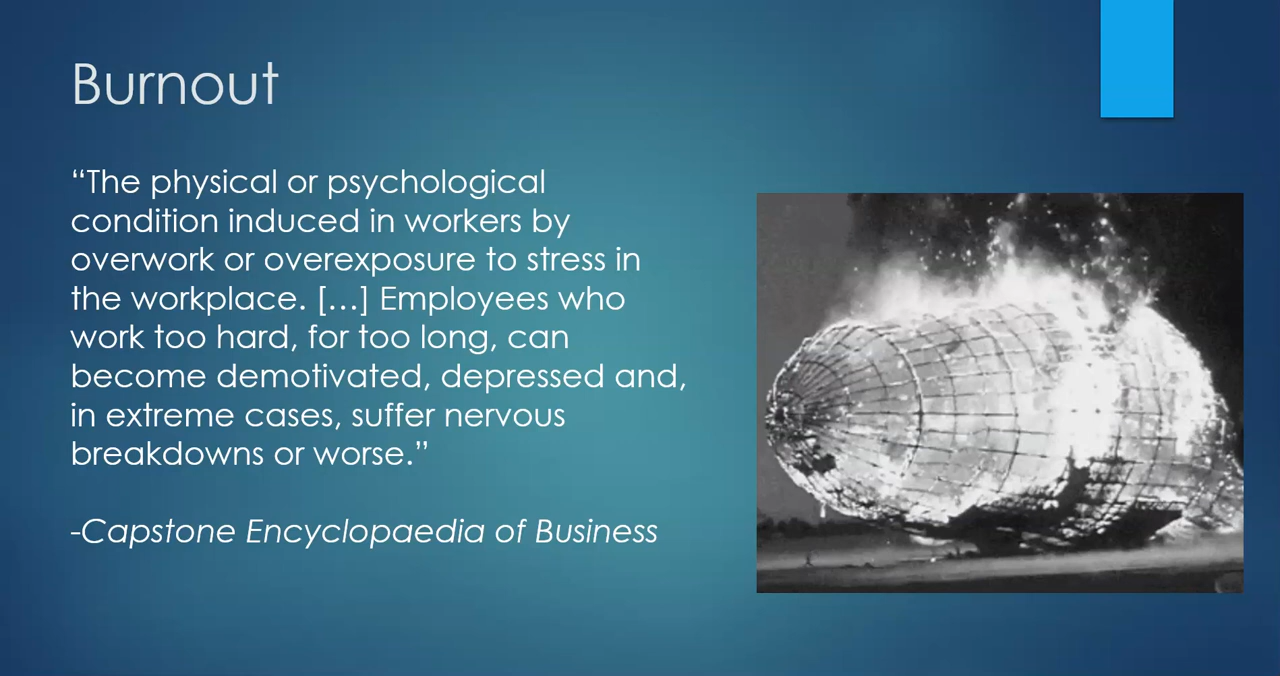 Burnout
“The physical or psychological
condition induced in workers by
overwork or overexposure to stress in
the workplace. […] Employees who
work too hard, for too long, can
become demotivated, depressed and,
in extreme cases, suffer nervous
breakdowns or worse.”
-Capstone Encyclopaedia of Business